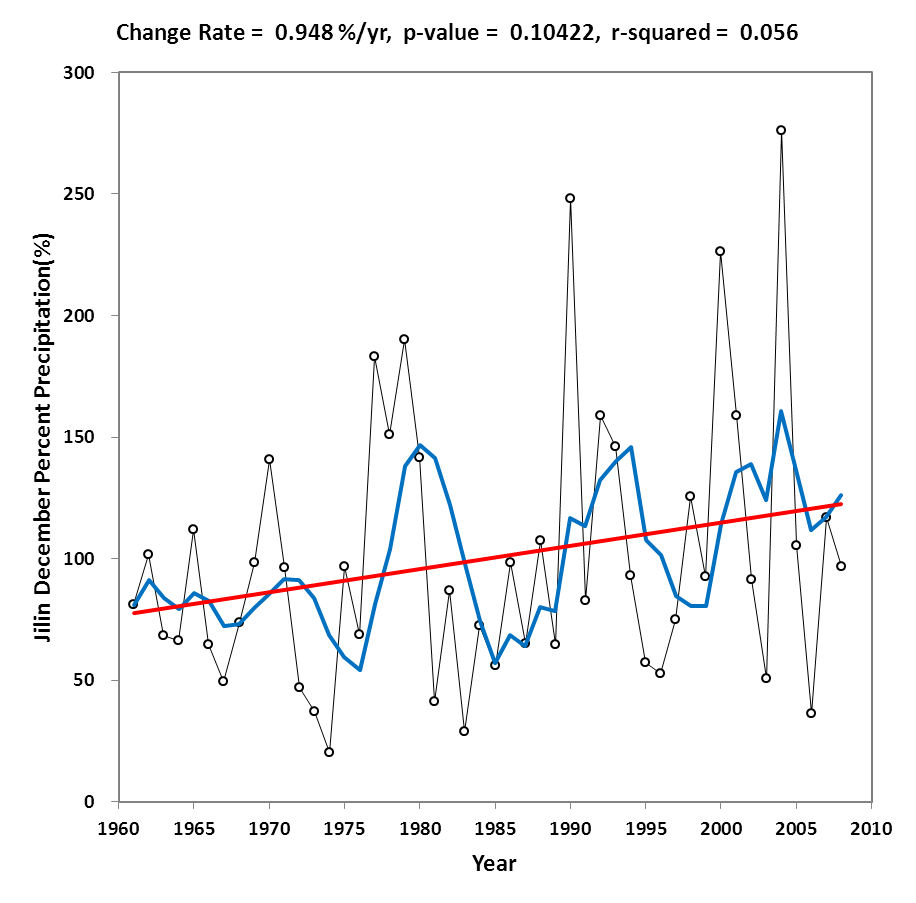 Change Rate = 0.948 %/yr, p-value = 0.10422, r-squared = 0.056
300
250
200
150
100
50
0
Jilin December Percent Precipitation(%)
1960 1965 1970 1975 1980 1985 1990 1995 2000 2005 2010
Year